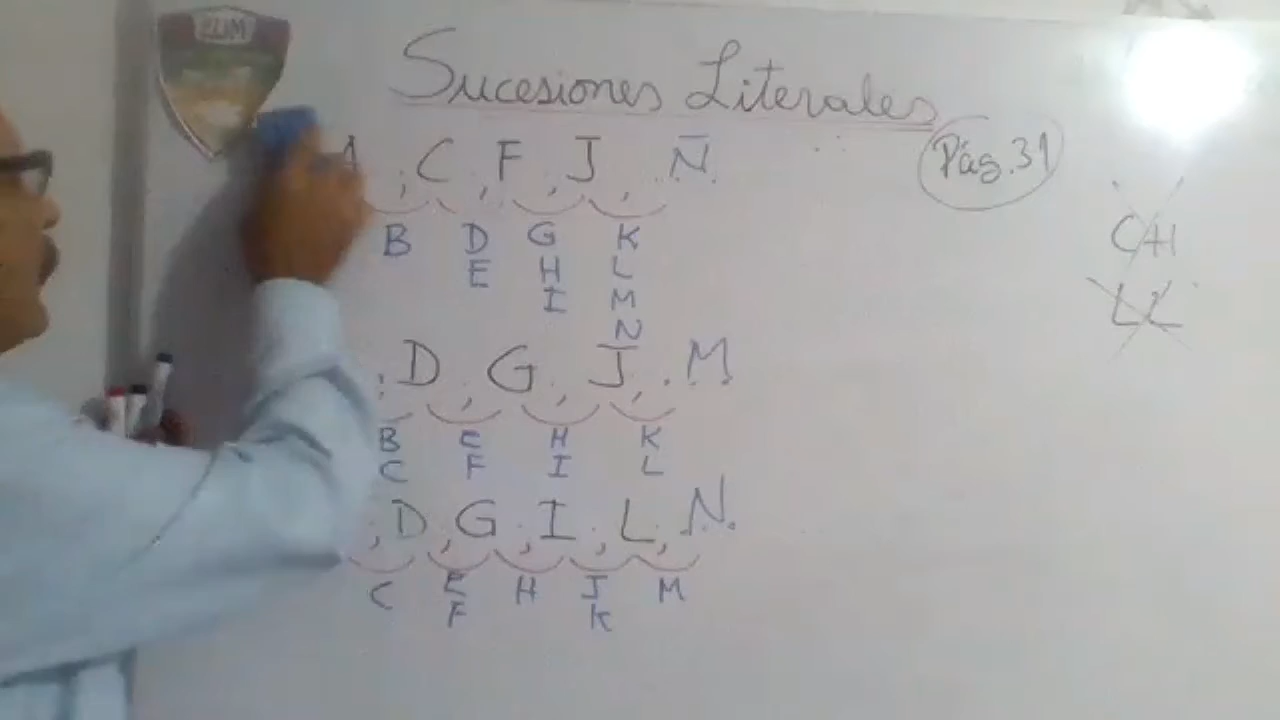 Sucesiones Literales
A , C , F , J , Ñ
Pág. 31
B D G K
E H L
I M
N
CH
LL
, D , G , J , M
B E H K
C F I L
, D , G , I , L , N
C E H J M
F K